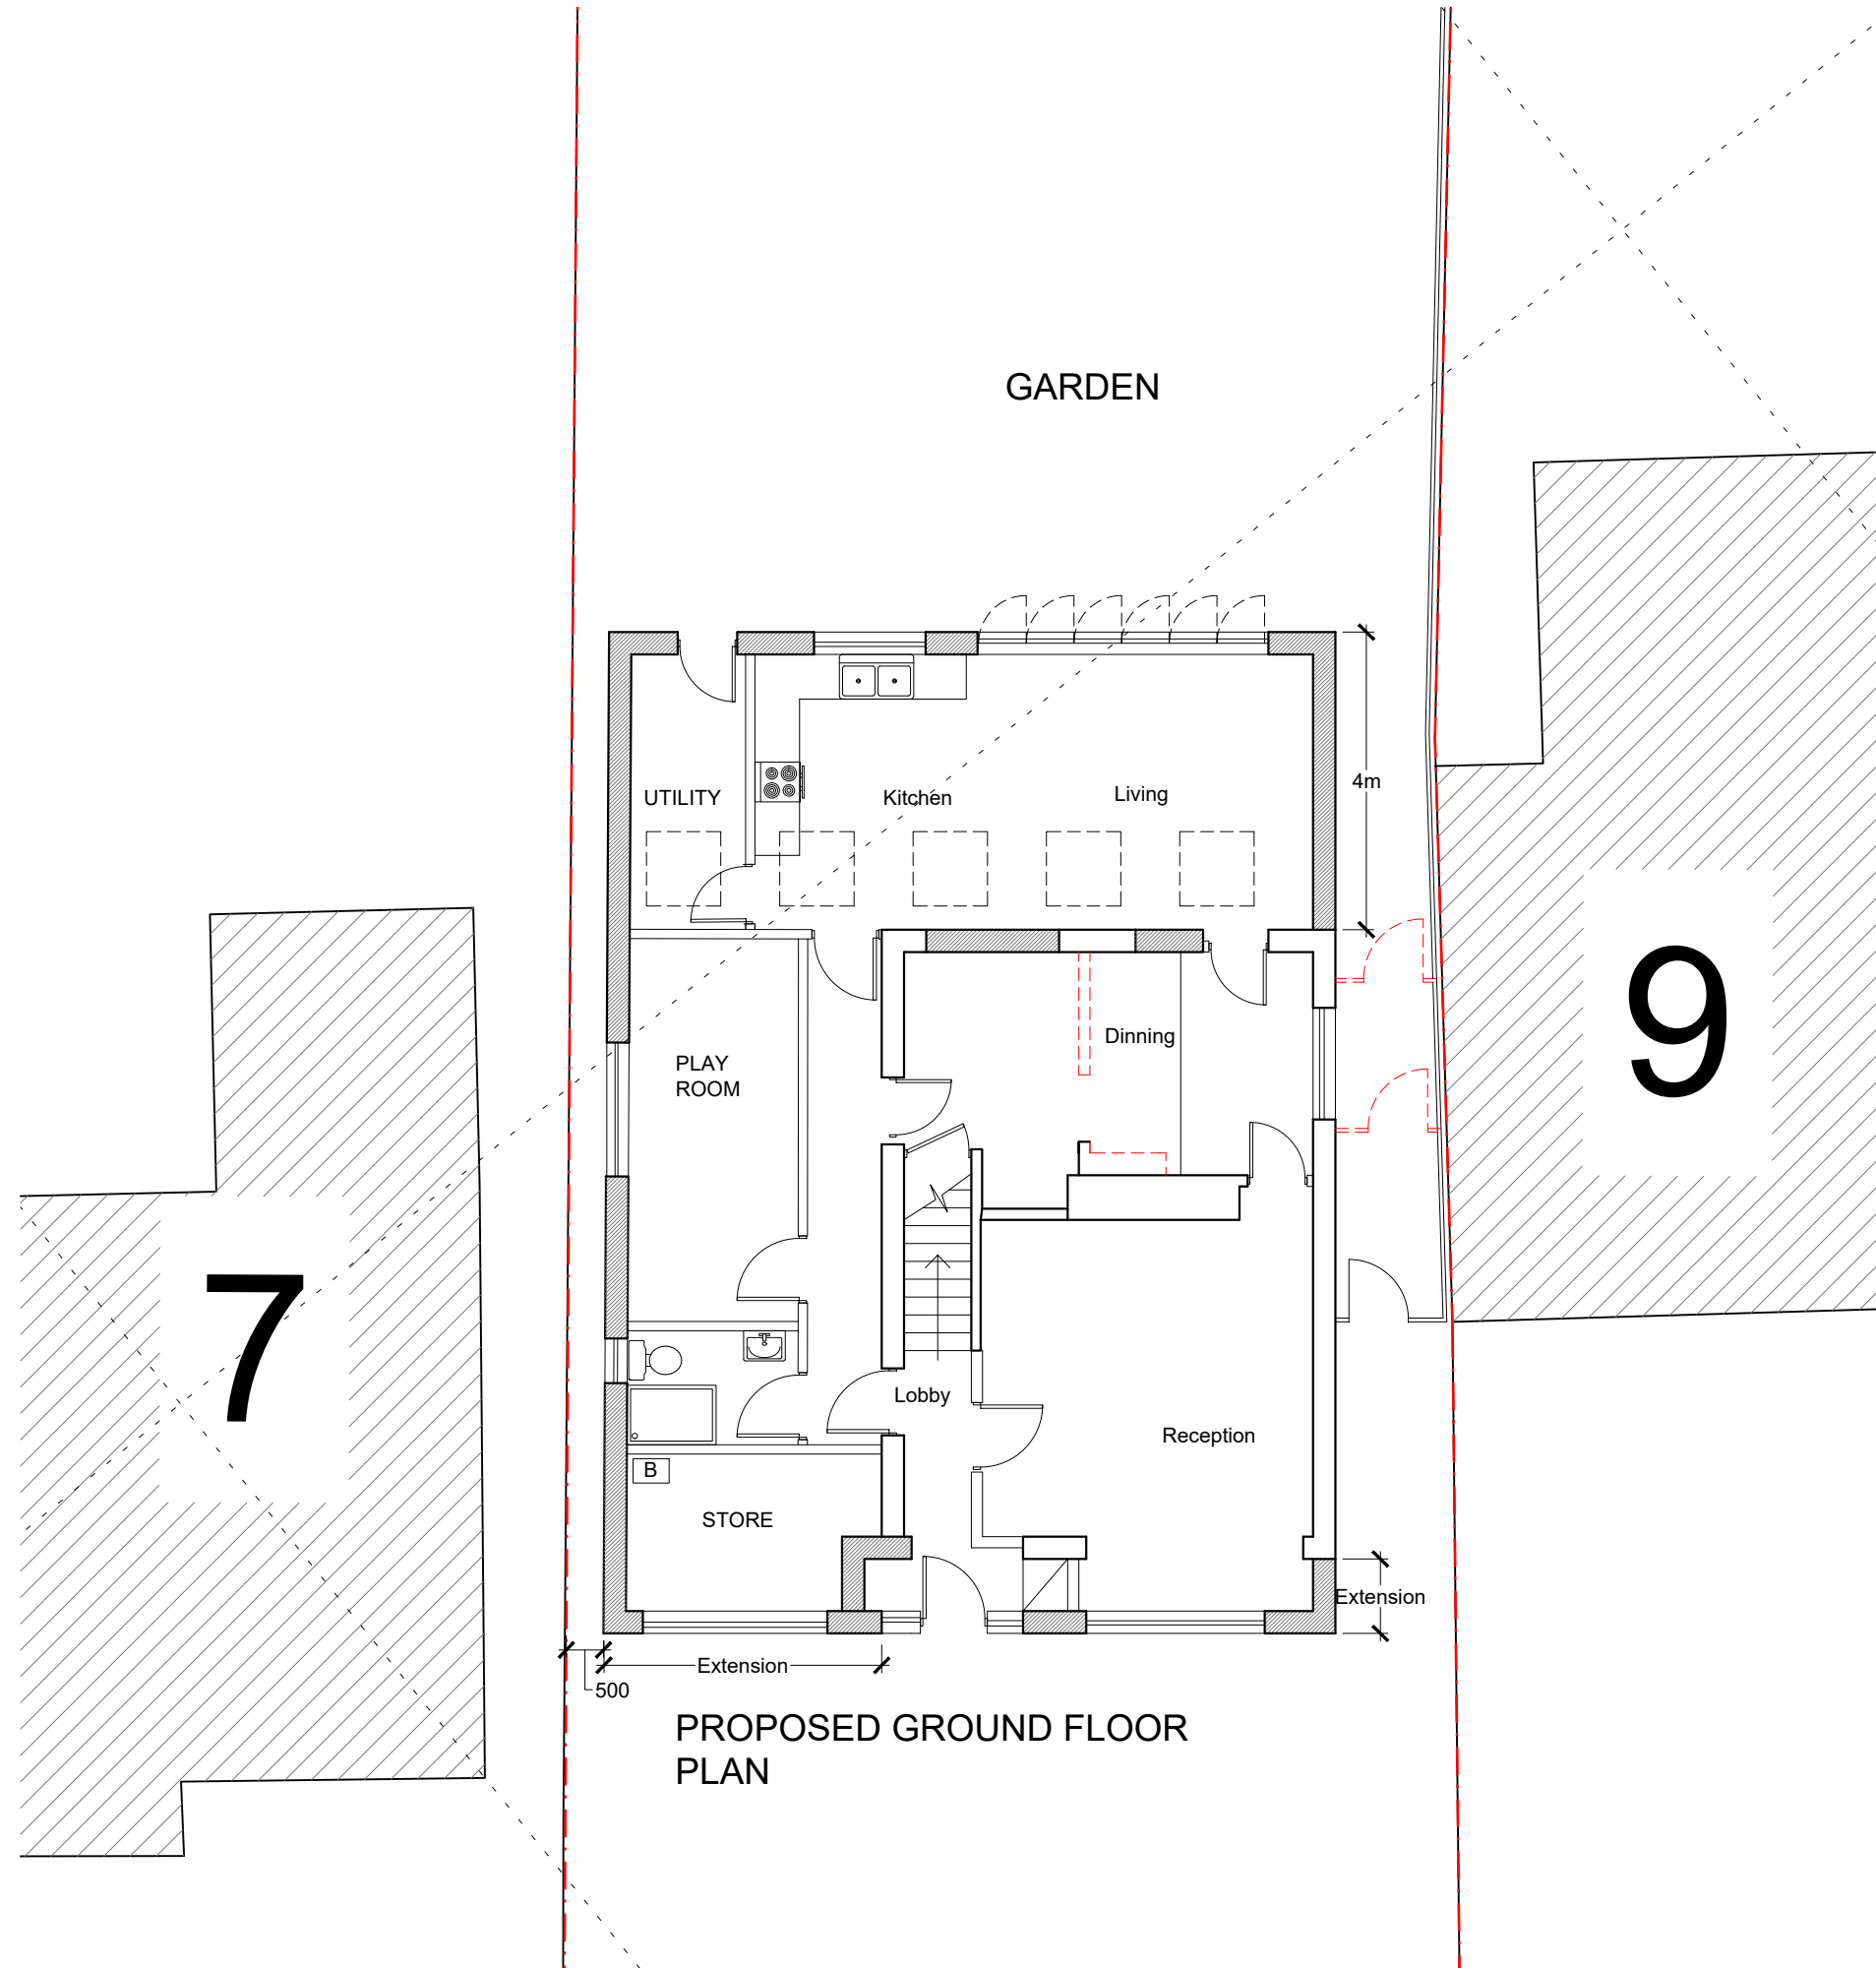 GARDEN
4m
UTILITY
Kitchen
Living
9
Dinning
PLAY
ROOM
7
Lobby
Reception
B
STORE
Extension
Extension
500
PROPOSED GROUND FLOOR
PLAN